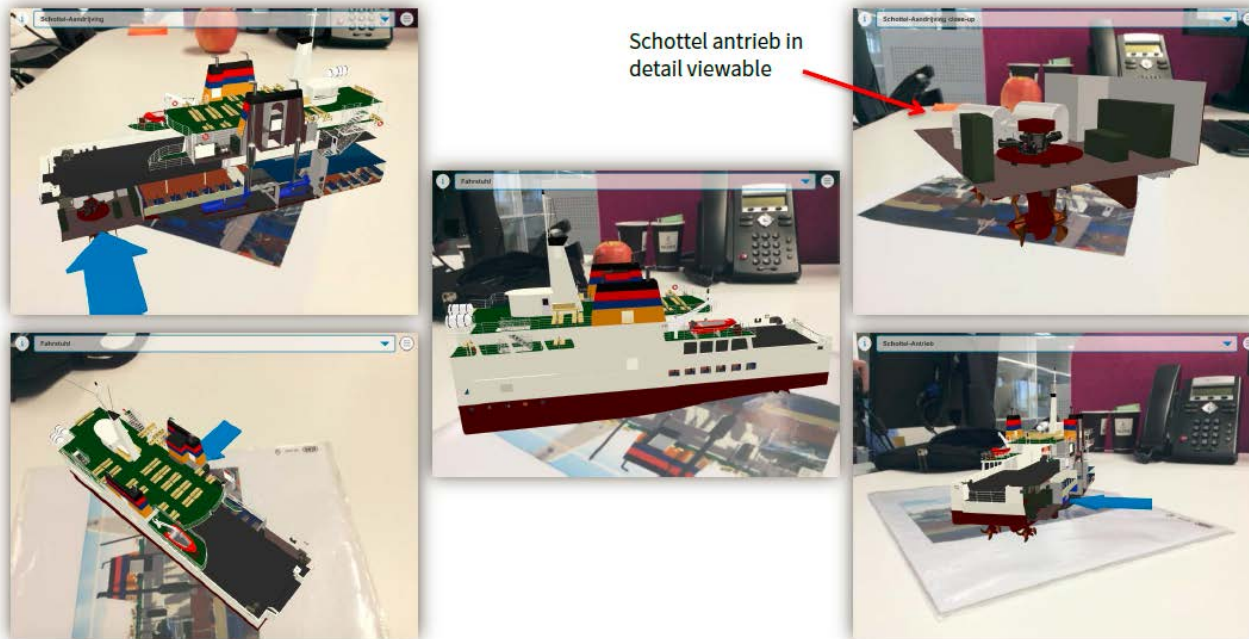 Schottel-Aandrijving
Schottel antrieb in
detail viewable
Schottel-Aandrijving close-up
Fahrstuhl
Fahrstuhl
Schottel-Antrieb